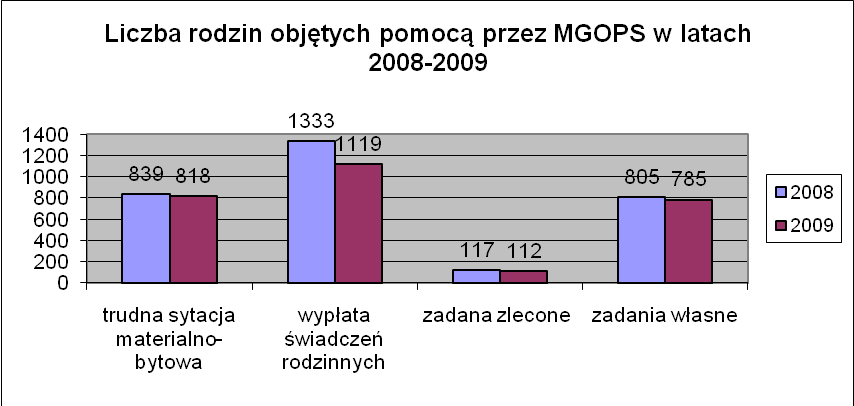 Liczba rodzin objętych pomocą przez MGOPS w latach
2008-2009
1400
1200
1000
800
600
400
200
0
839
818
1333
1119
117
112
805
785
trudna sytacja
materialno-
bytowa
wypłata
świadczeń
rodzinnych
zadana zlecone
zadania własne
2008
2009